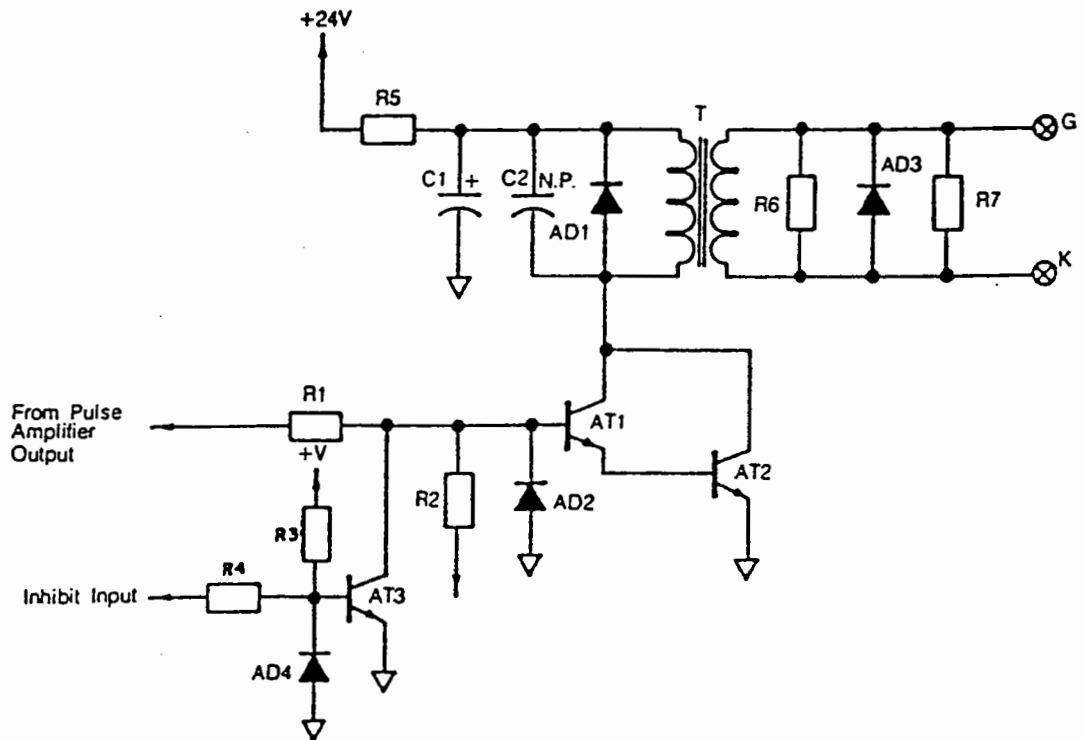 +24V
R5
T
G
C1
+
C2
N.P.
AD1
R6
AD3
R7
K
From Pulse
Amplifier
Output
R1
+V
AT1
R2
AD2
AT2
R3
Inhibit Input
R4
AT3
AD4